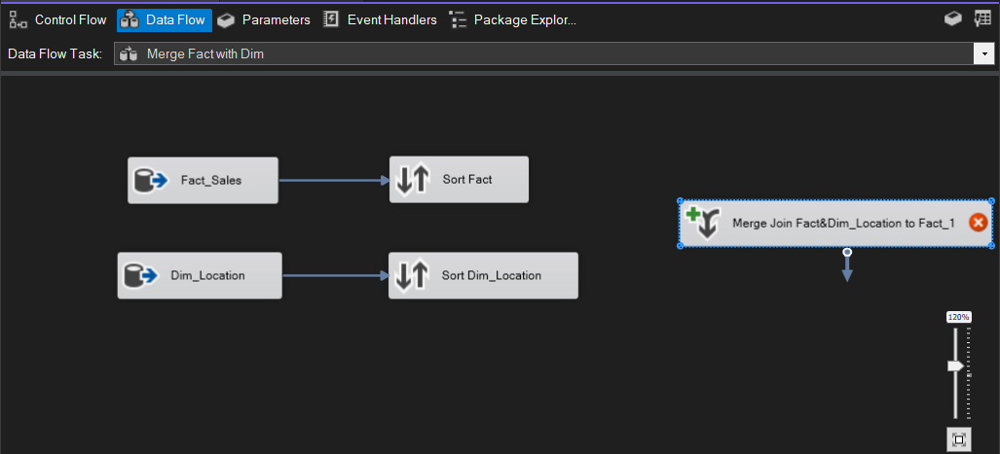 Control Flow Data Flow Parameters Event Handlers Package Explor...
Data Flow Task: Merge Fact with Dim
Fact_Sales Sort Fact
Merge Join Fact&Dim_Location to Fact_1
Dim_Location Sort Dim_Location
120%